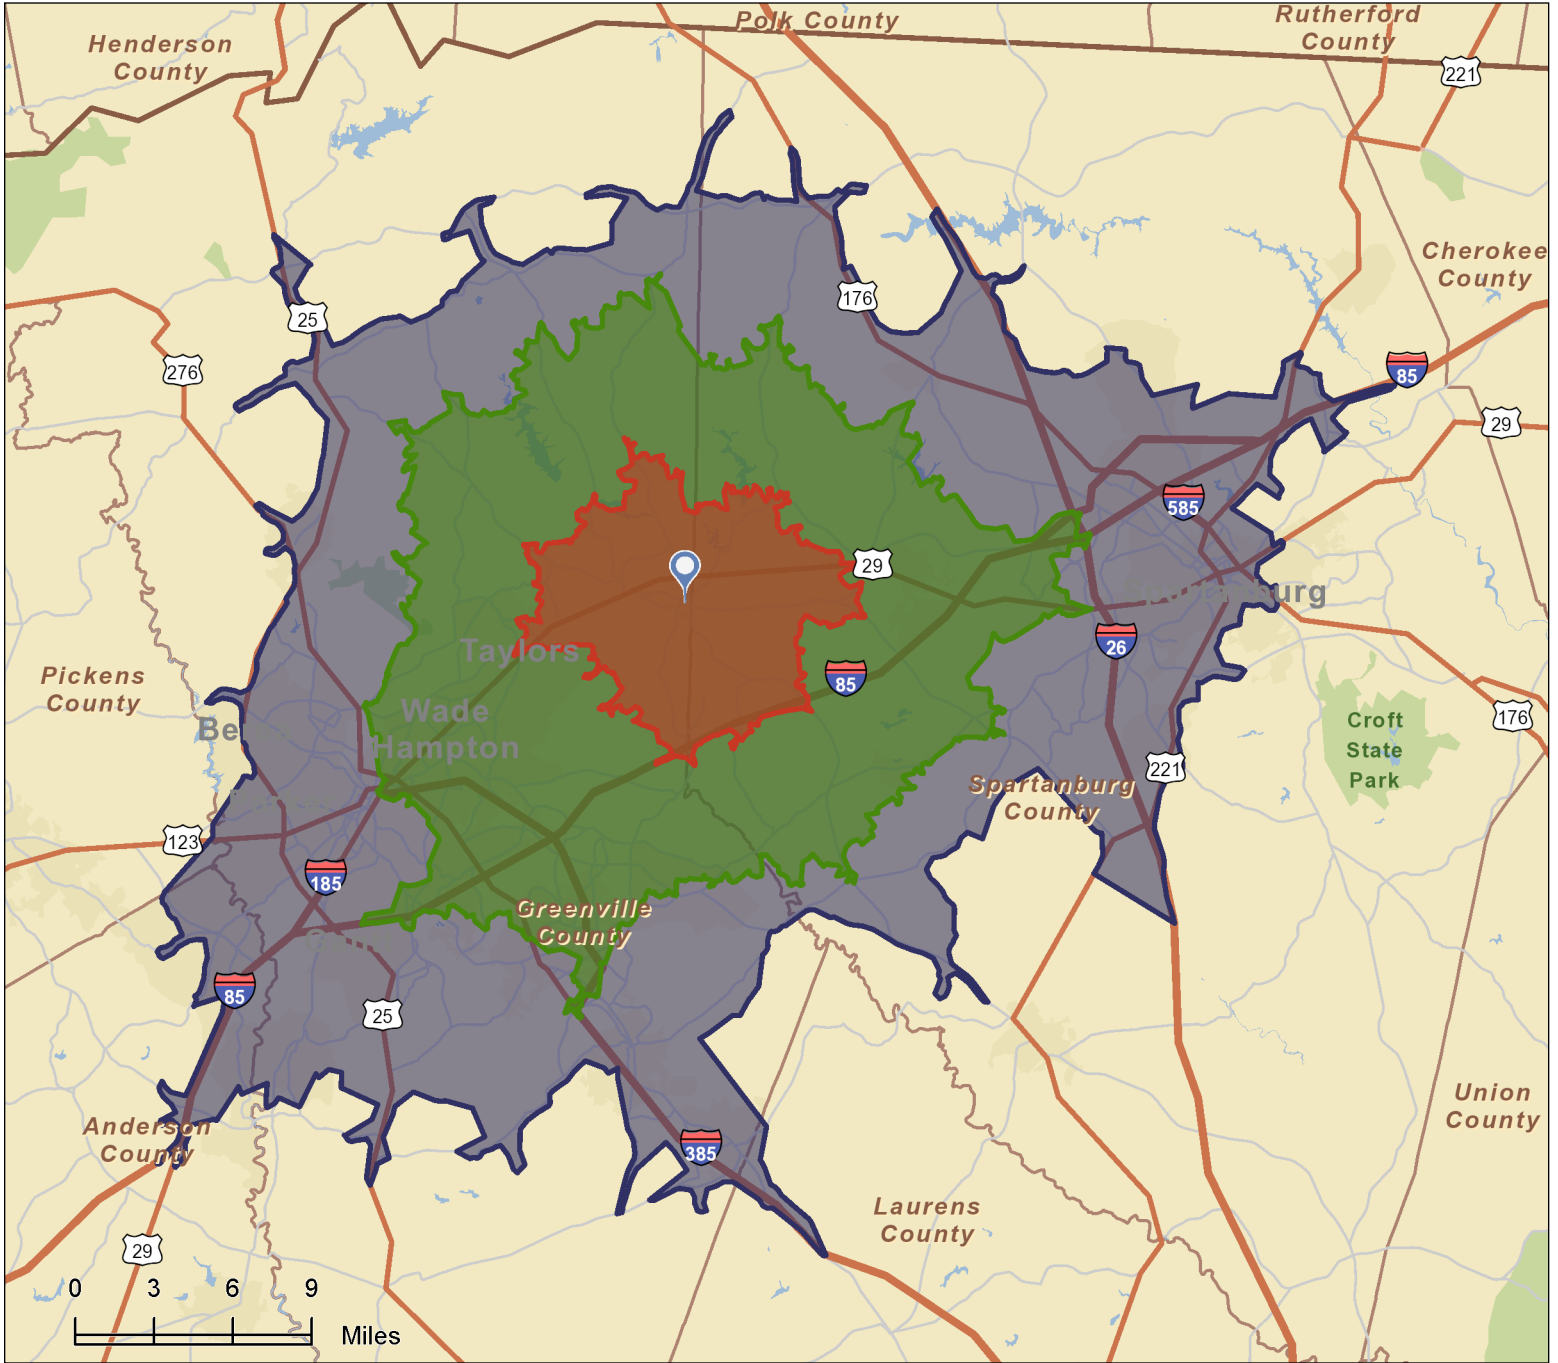 Polk County
Rutherford
County
Henderson
County
221
Cherokee
County
176
25
276
85
29
585
29
Spartanburg
26
Taylors
85
Pickens
County
Wade
Hampton
176
Croft
State
Park
221
Spartanburg
County
123
185
Greenville
County
85
25
Union
County
Anderson
County
385
Laurens
County
29
0 3 6 9
Miles